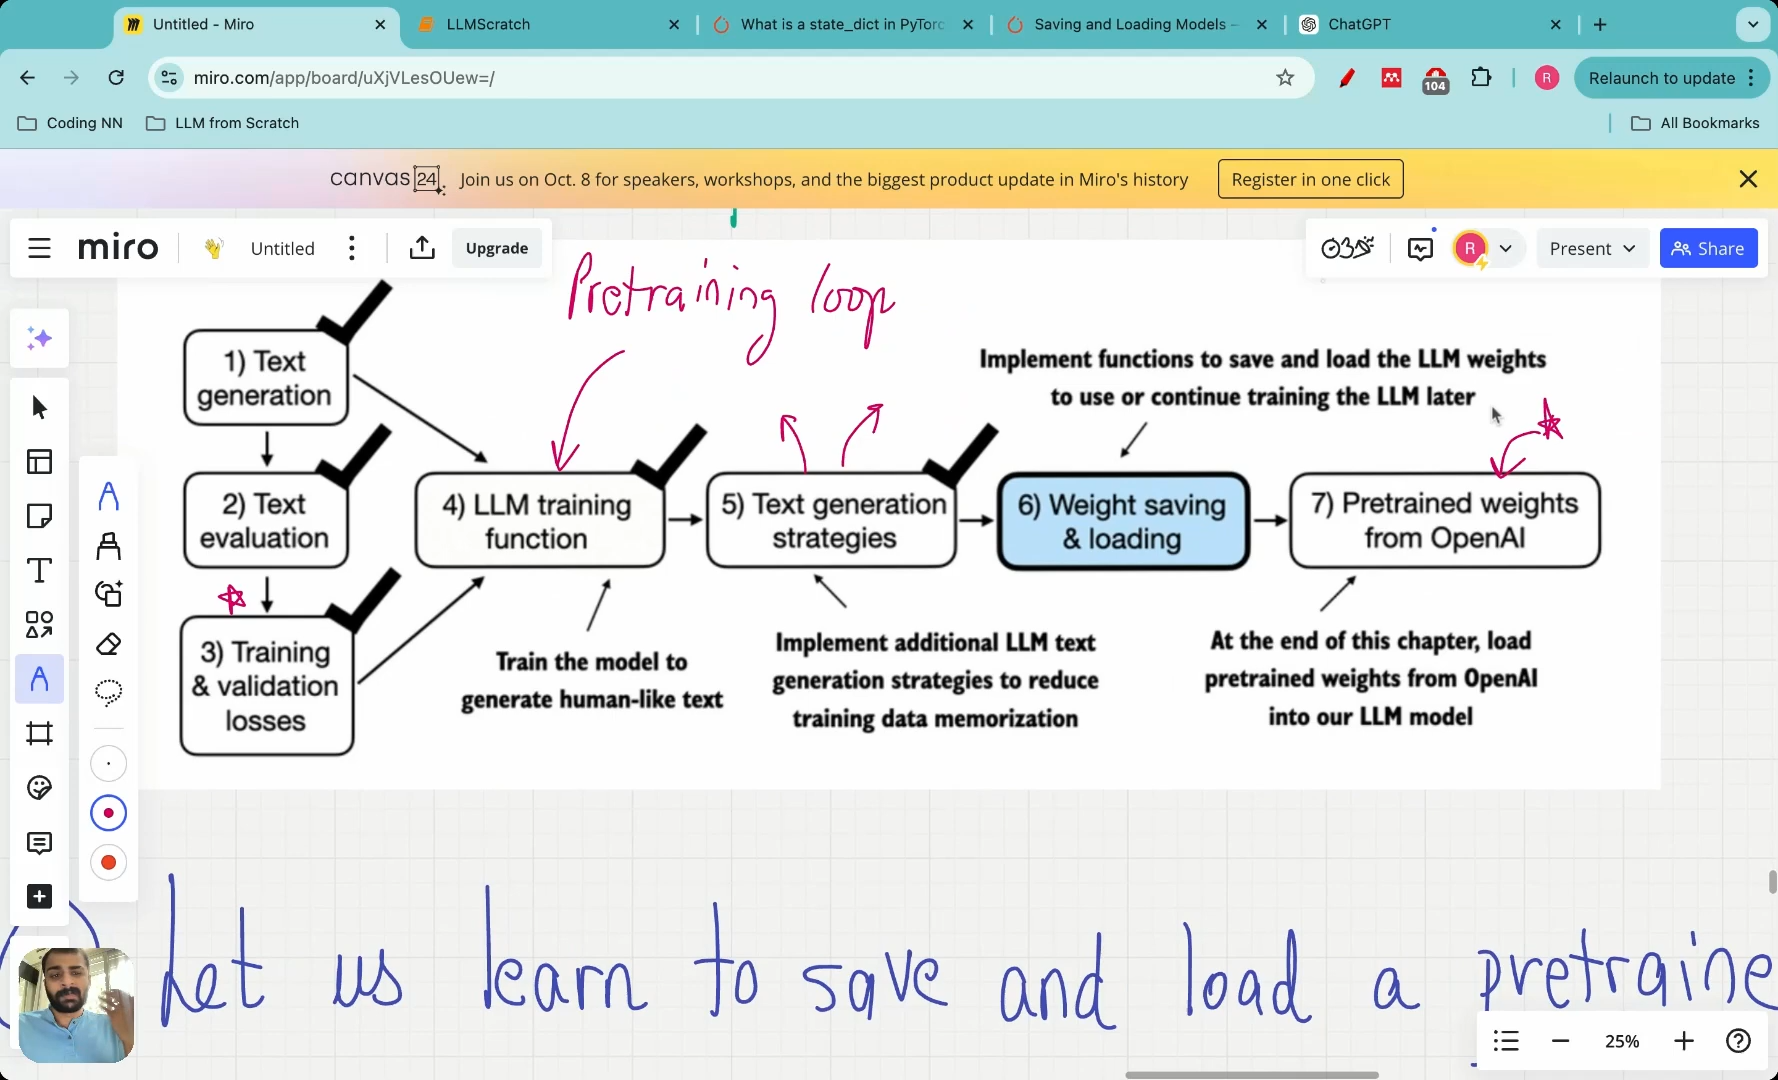 Untitled - Miro
LLMScratch
What is a state_dict in PyTorc
Saving and Loading Models –
ChatGPT
miro.com/app/board/uXjVLesOUew=/
104
R
Relaunch to update
Coding NN
LLM from Scratch
All Bookmarks
canvas 24 Join us on Oct. 8 for speakers, workshops, and the biggest product update in Miro's history
Register in one click
miro
Untitled
Upgrade
R
Present
Share
Pretraining loop
1) Text
generation
Implement functions to save and load the LLM weights
to use or continue training the LLM later
2) Text
evaluation
4) LLM training
function
5) Text generation
strategies
6) Weight saving
& loading
7) Pretrained weights
from OpenAI
3) Training
& validation
losses
Train the model to
generate human-like text
Implement additional LLM text
generation strategies to reduce
training data memorization
At the end of this chapter, load
pretrained weights from OpenAI
into our LLM model
Let us learn to save and load a pretraine
25%